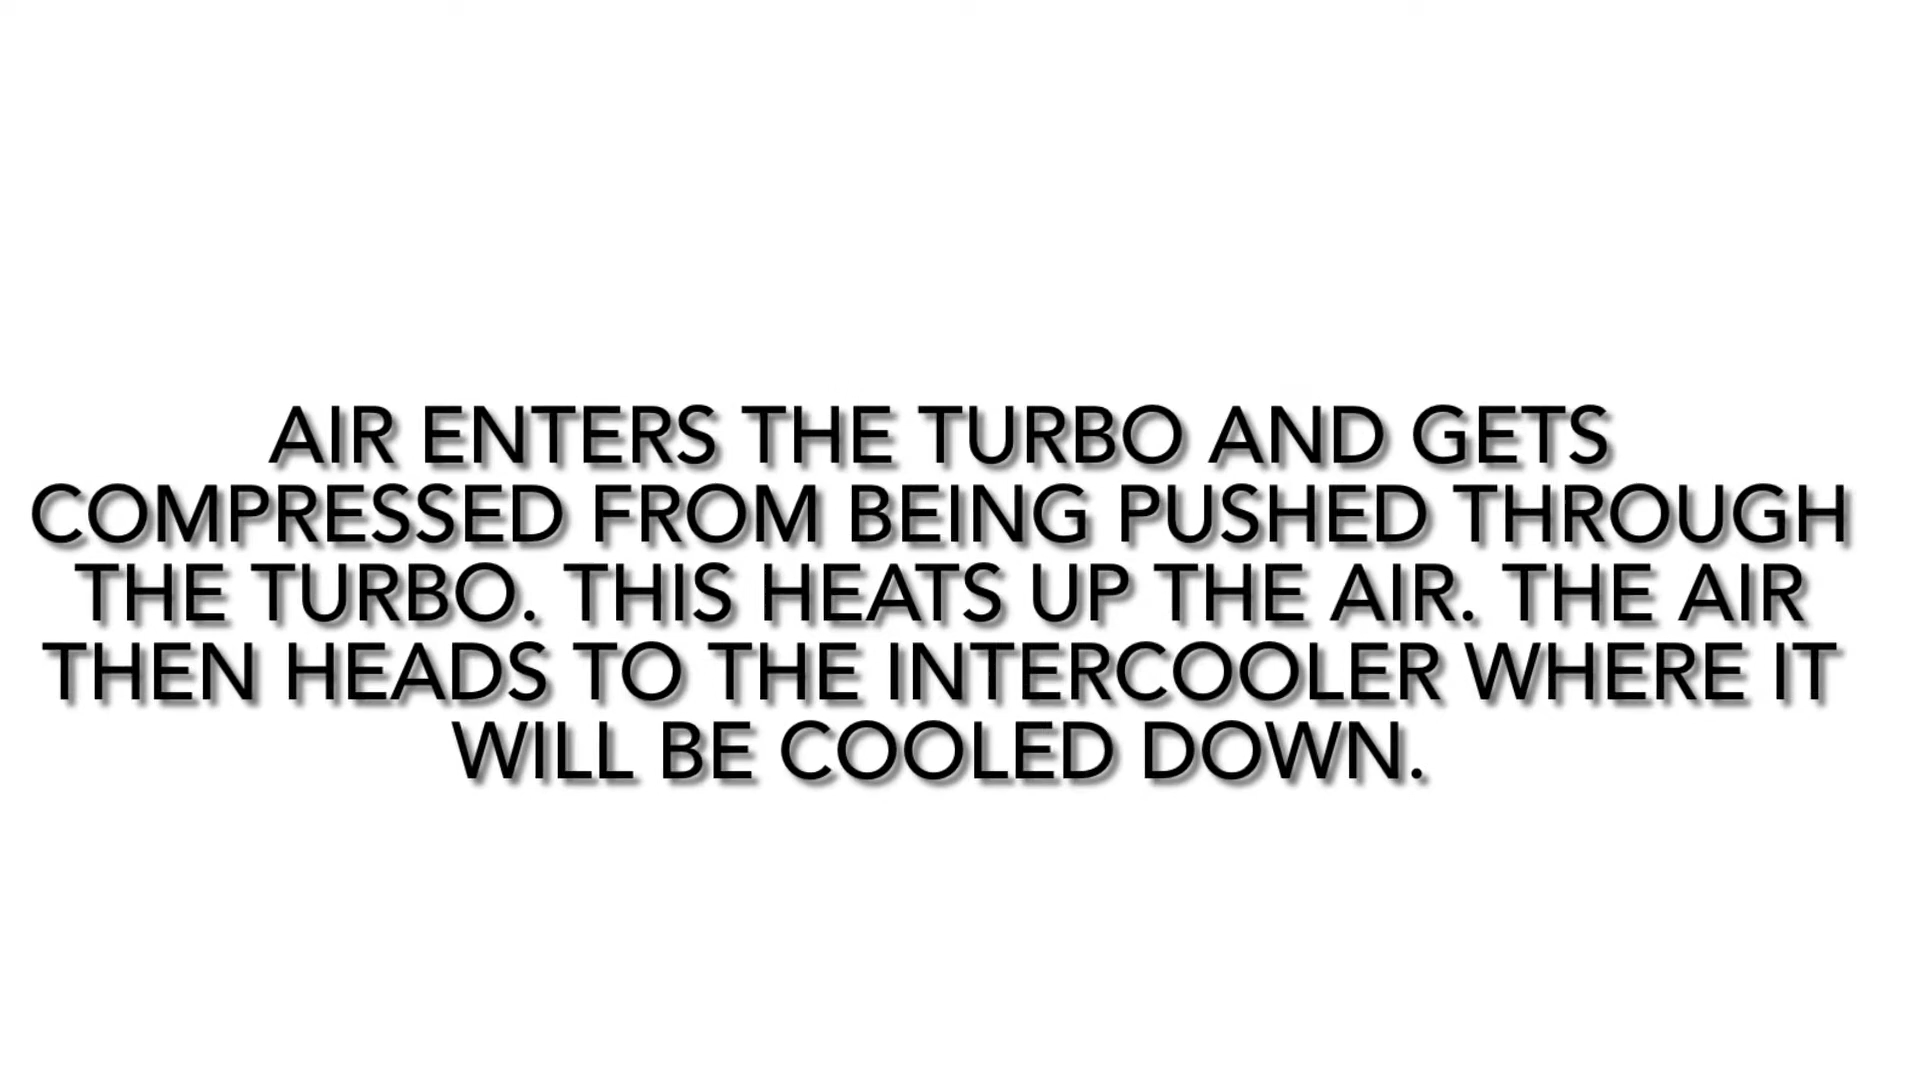 AIR ENTERS THE TURBO AND GETS
COMPRESSED FROM BEING PUSHED THROUGH
THE TURBO. THIS HEATS UP THE AIR. THE AIR
THEN HEADS TO THE INTERCOOLER WHERE IT
WILL BE COOLED DOWN.